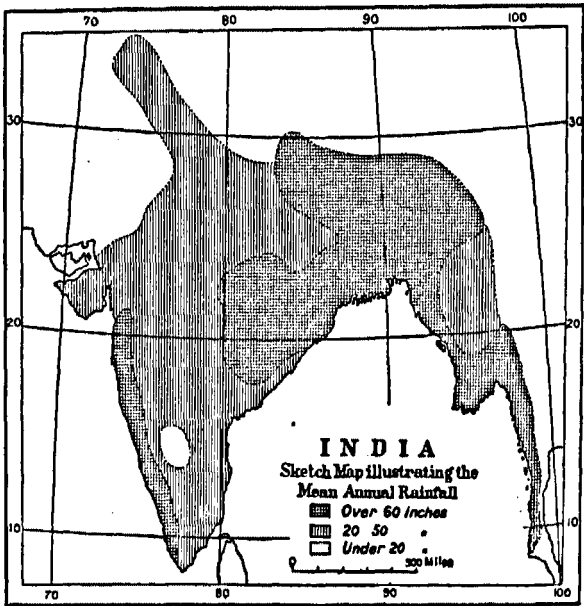 70 80 90 100
30 30
20 20
INDIA
Sketch Map illustrating the
Mean Annual Rainfall
Over 60 inches
20 50 "
Under 20 "
10 10
0 300 Miles
70 80 90 100